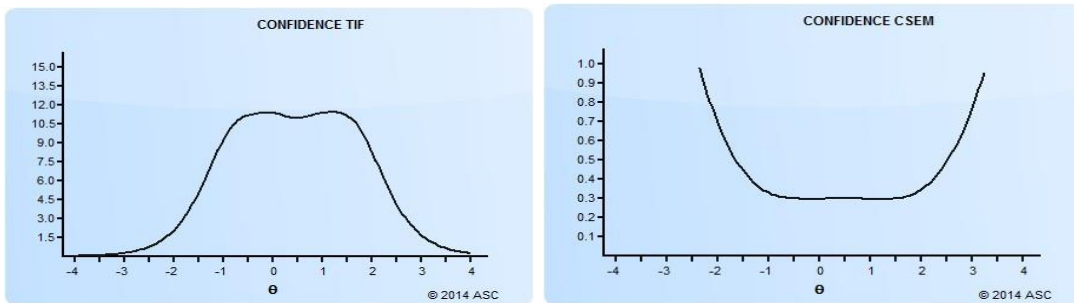 CONFIDENCE TIF
15.0
13.5
12.0
10.5
9.0
7.5
6.0
4.5
3.0
1.5
-4 -3 -2 -1 0 1 2 3 4
Θ
© 2014 ASC
CONFIDENCE CSEM
1.0
0.9
0.8
0.7
0.6
0.5
0.4
0.3
0.2
0.1
-4 -3 -2 -1 0 1 2 3 4
Θ
© 2014 ASC